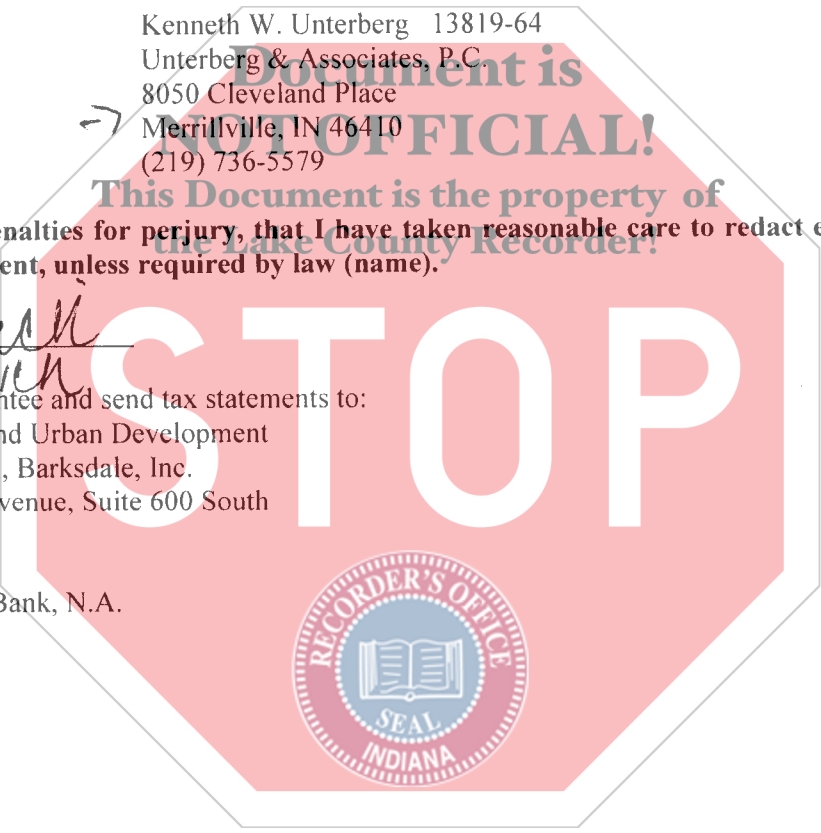 Kenneth W. Unterberg 13819-64
Document is
Unterberg & Associates, P.C.
8050 Cleveland Place
NOT OFFICIAL!
Merrillville, IN 46410
(219) 736-5579
This Document is the property of
enalties for perjury, that I have taken reasonable care to redact e
the Lake County Recorder!
ent, unless required by law (name).
STOP
ntee and send tax statements to:
nd Urban Development
, Barksdale, Inc.
venue, Suite 600 South
Bank, N.A.
RECORDER'S OFFICE
SEAL
INDIANA